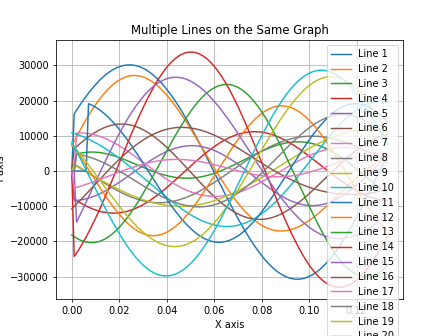 Multiple Lines on the Same Graph
30000
20000
10000
0
−10000
−20000
−30000
0.00
0.02
0.04
0.06
0.08
0.10
X axis
Line 1
Line 2
Line 3
Line 4
Line 5
Line 6
Line 7
Line 8
Line 9
Line 10
Line 11
Line 12
Line 13
Line 14
Line 15
Line 16
Line 17
Line 18
Line 19
Line 20